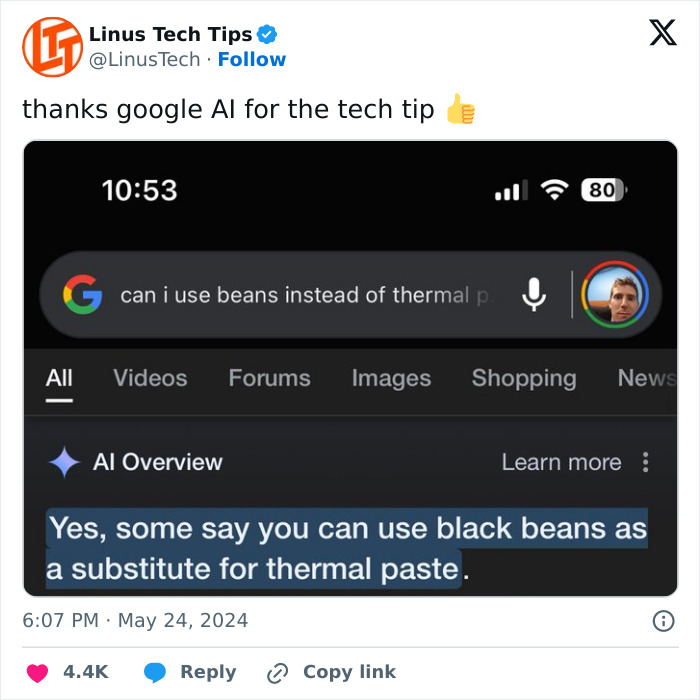 Linus Tech Tips
@LinusTech · Follow
thanks google AI for the tech tip 👍
10:53
80
can i use beans instead of thermal p
All Videos Forums Images Shopping News
AI Overview Learn more
Yes, some say you can use black beans as
a substitute for thermal paste.
6:07 PM · May 24, 2024
4.4K Reply Copy link